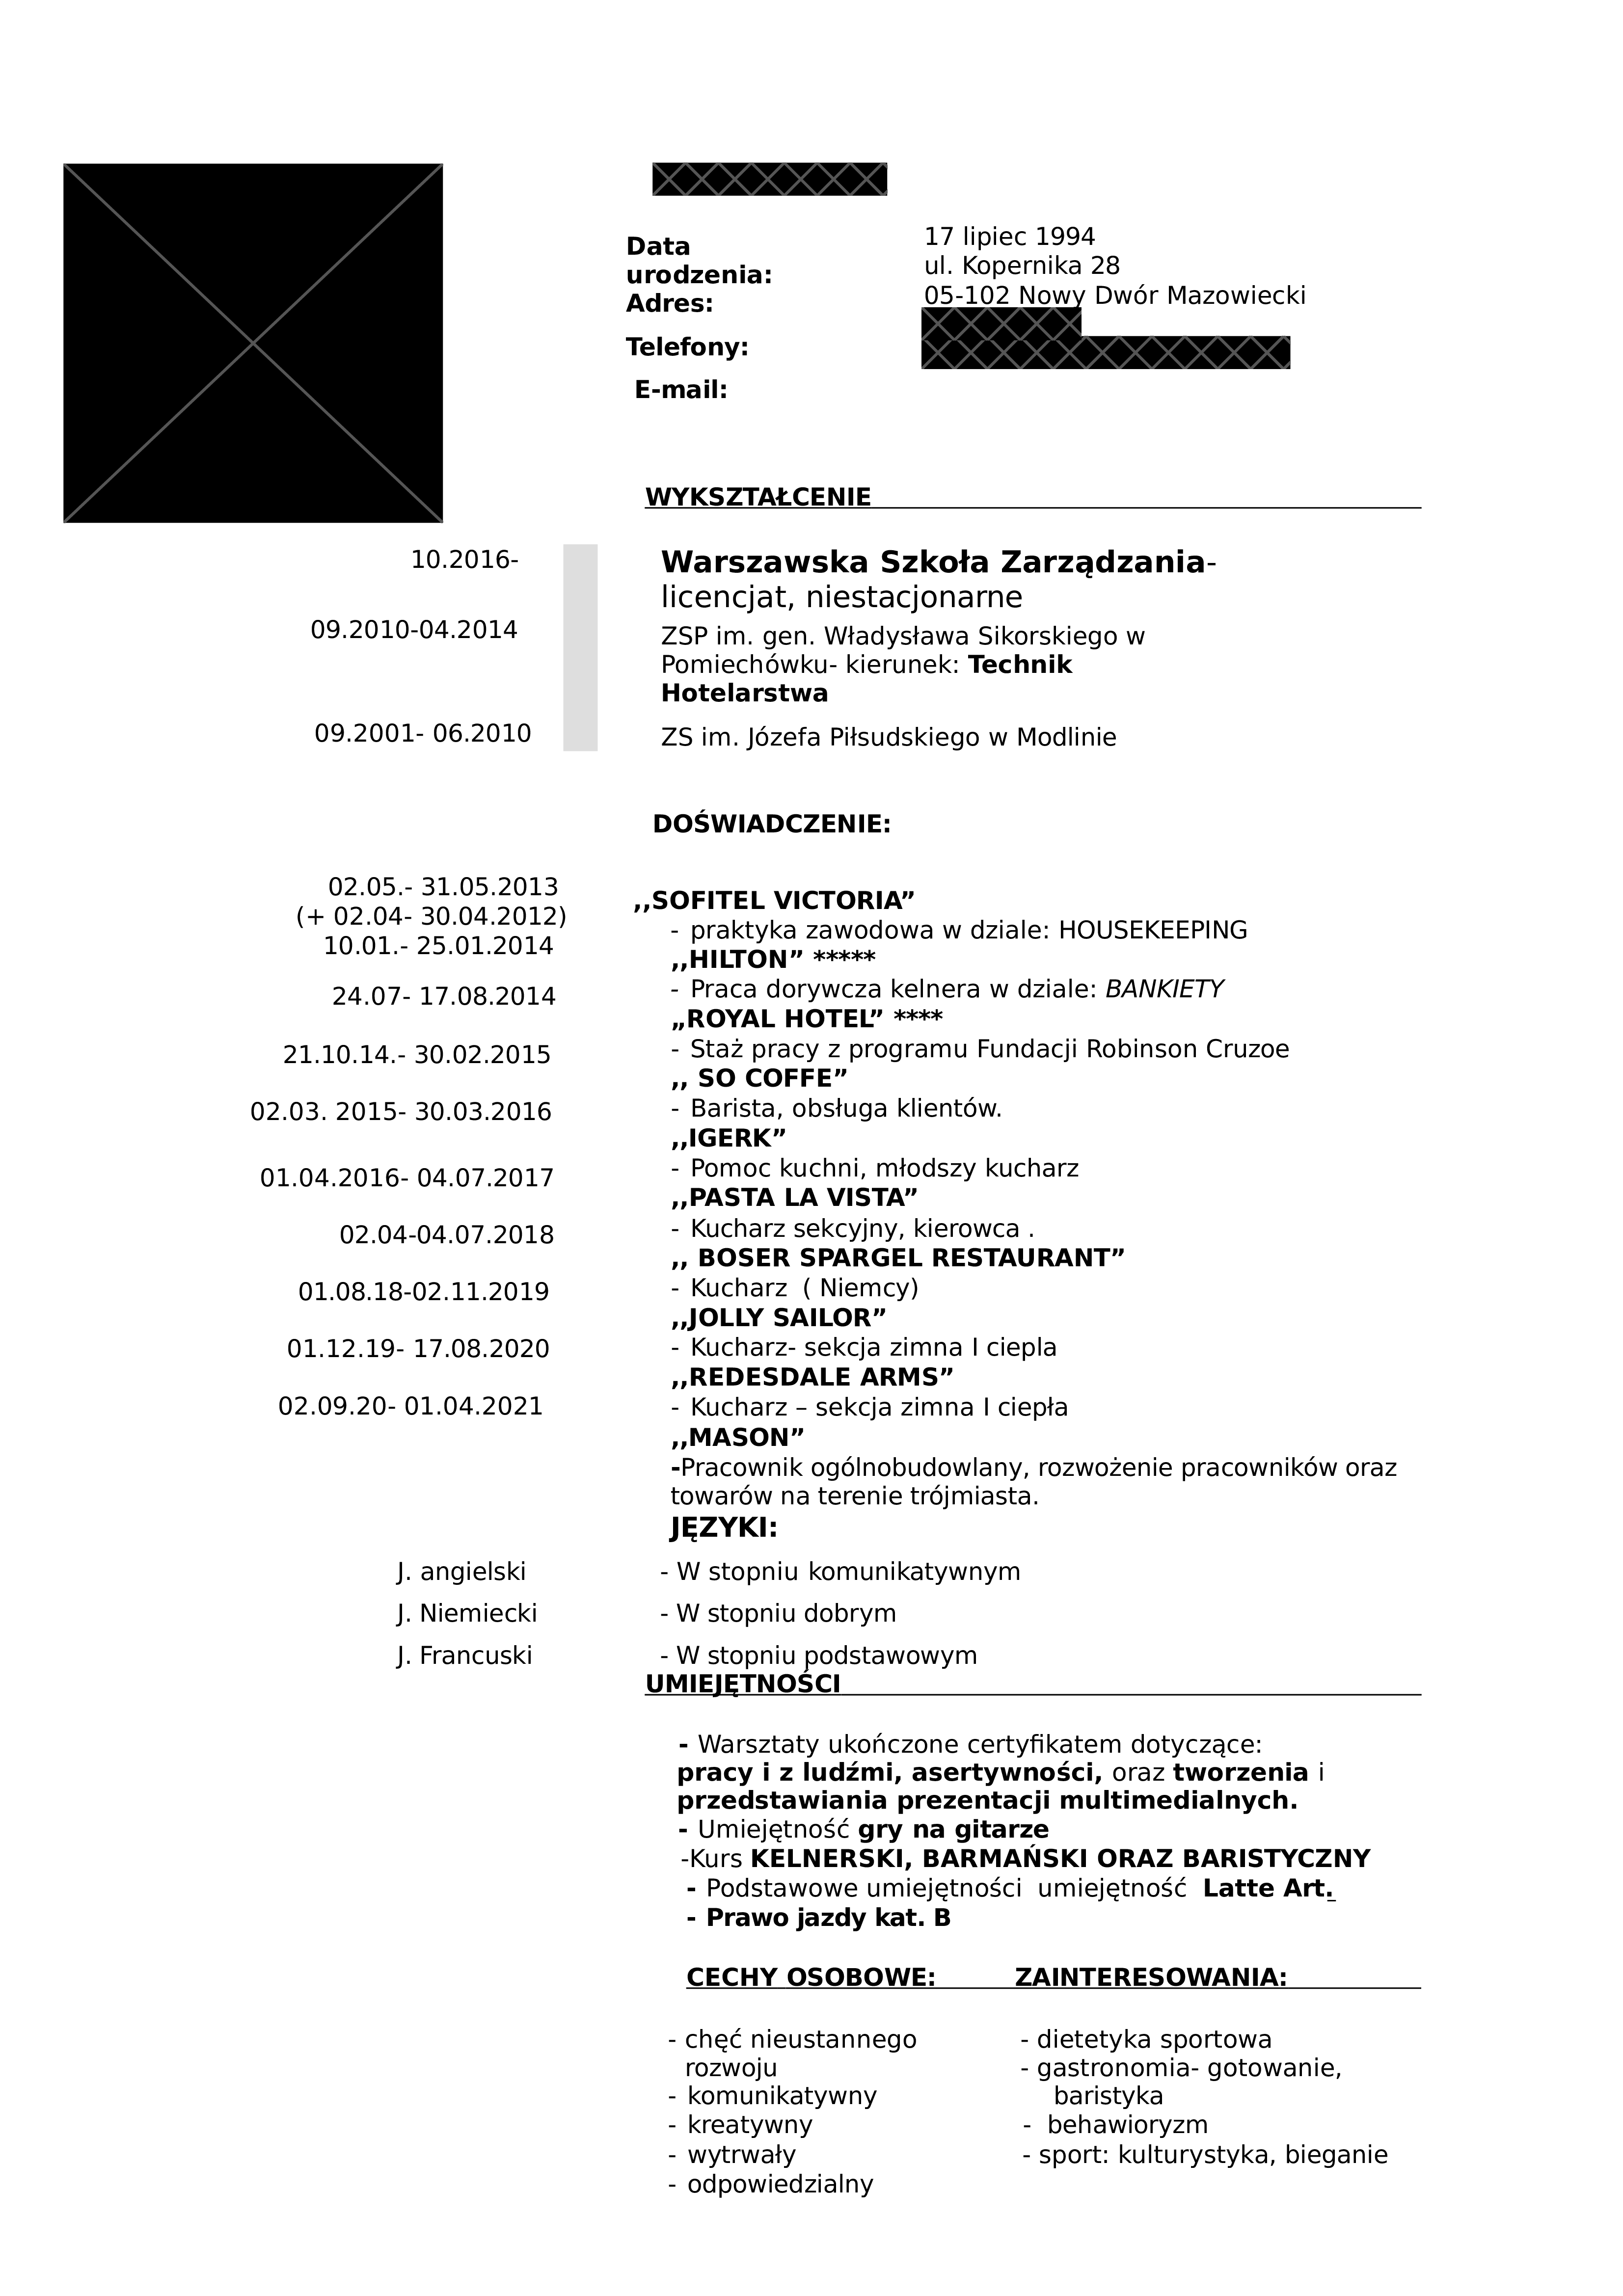 Data
urodzenia:
Adres:
Telefony:
E-mail:
17 lipiec 1994
ul. Kopernika 28
05-102 Nowy Dwór Mazowiecki
WYKSZTAŁCENIE
10.2016-
Warszawska Szkoła Zarządzania-
licencjat, niestacjonarne
09.2010-04.2014
ZSP im. gen. Władysława Sikorskiego w
Pomiechówku- kierunek: Technik
Hotelarstwa
09.2001- 06.2010
ZS im. Józefa Piłsudskiego w Modlinie
DOŚWIADCZENIE:
02.05.- 31.05.2013
(+ 02.04- 30.04.2012)
10.01.- 25.01.2014
24.07- 17.08.2014
21.10.14.- 30.02.2015
02.03. 2015- 30.03.2016
01.04.2016- 04.07.2017
02.04-04.07.2018
01.08.18-02.11.2019
01.12.19- 17.08.2020
02.09.20- 01.04.2021
,,SOFITEL VICTORIA”
- praktyka zawodowa w dziale: HOUSEKEEPING
,,HILTON” *****
- Praca dorywcza kelnera w dziale: BANKIETY
„ROYAL HOTEL” ****
- Staż pracy z programu Fundacji Robinson Cruzoe
,, SO COFFE”
- Barista, obsługa klientów.
,,IGERK”
- Pomoc kuchni, młodszy kucharz
,,PASTA LA VISTA”
- Kucharz sekcyjny, kierowca .
,, BOSER SPARGEL RESTAURANT”
- Kucharz ( Niemcy)
,,JOLLY SAILOR”
- Kucharz- sekcja zimna I ciepla
,,REDESDALE ARMS”
- Kucharz – sekcja zimna I ciepła
,,MASON”
-Pracownik ogólnobudowlany, rozwożenie pracowników oraz
towarów na terenie trójmiasta.
JĘZYKI:
J. angielski - W stopniu komunikatywnym
J. Niemiecki - W stopniu dobrym
J. Francuski - W stopniu podstawowym
UMIEJĘTNOŚCI
- Warsztaty ukończone certyfikatem dotyczące:
pracy i z ludźmi, asertywności, oraz tworzenia i
przedstawiania prezentacji multimedialnych.
- Umiejętność gry na gitarze
-Kurs KELNERSKI, BARMAŃSKI ORAZ BARISTYCZNY
- Podstawowe umiejętności umiejętność Latte Art.
- Prawo jazdy kat. B
CECHY OSOBOWE:
- chęć nieustannego
rozwoju
- komunikatywny
- kreatywny
- wytrwały
- odpowiedzialny
ZAINTERESOWANIA:
- dietetyka sportowa
- gastronomia- gotowanie,
baristyka
- behawioryzm
- sport: kulturystyka, bieganie